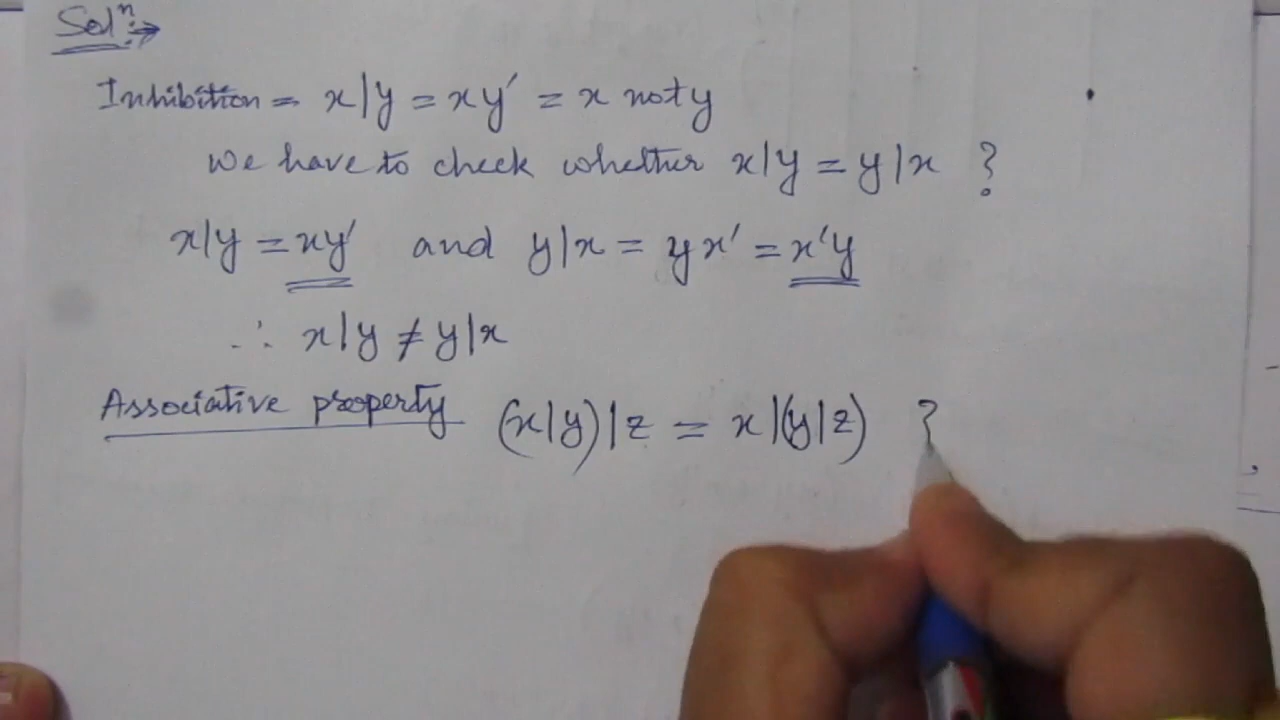 Solⁿ:→
Inhibition = x/y = xy′ = x not y
We have to check whether x/y = y/x ?
x/y = xy′ and y/x = yx′ = x′y
∴ x/y ≠ y/x
Associative property (x/y)/z = x/(y/z) ?